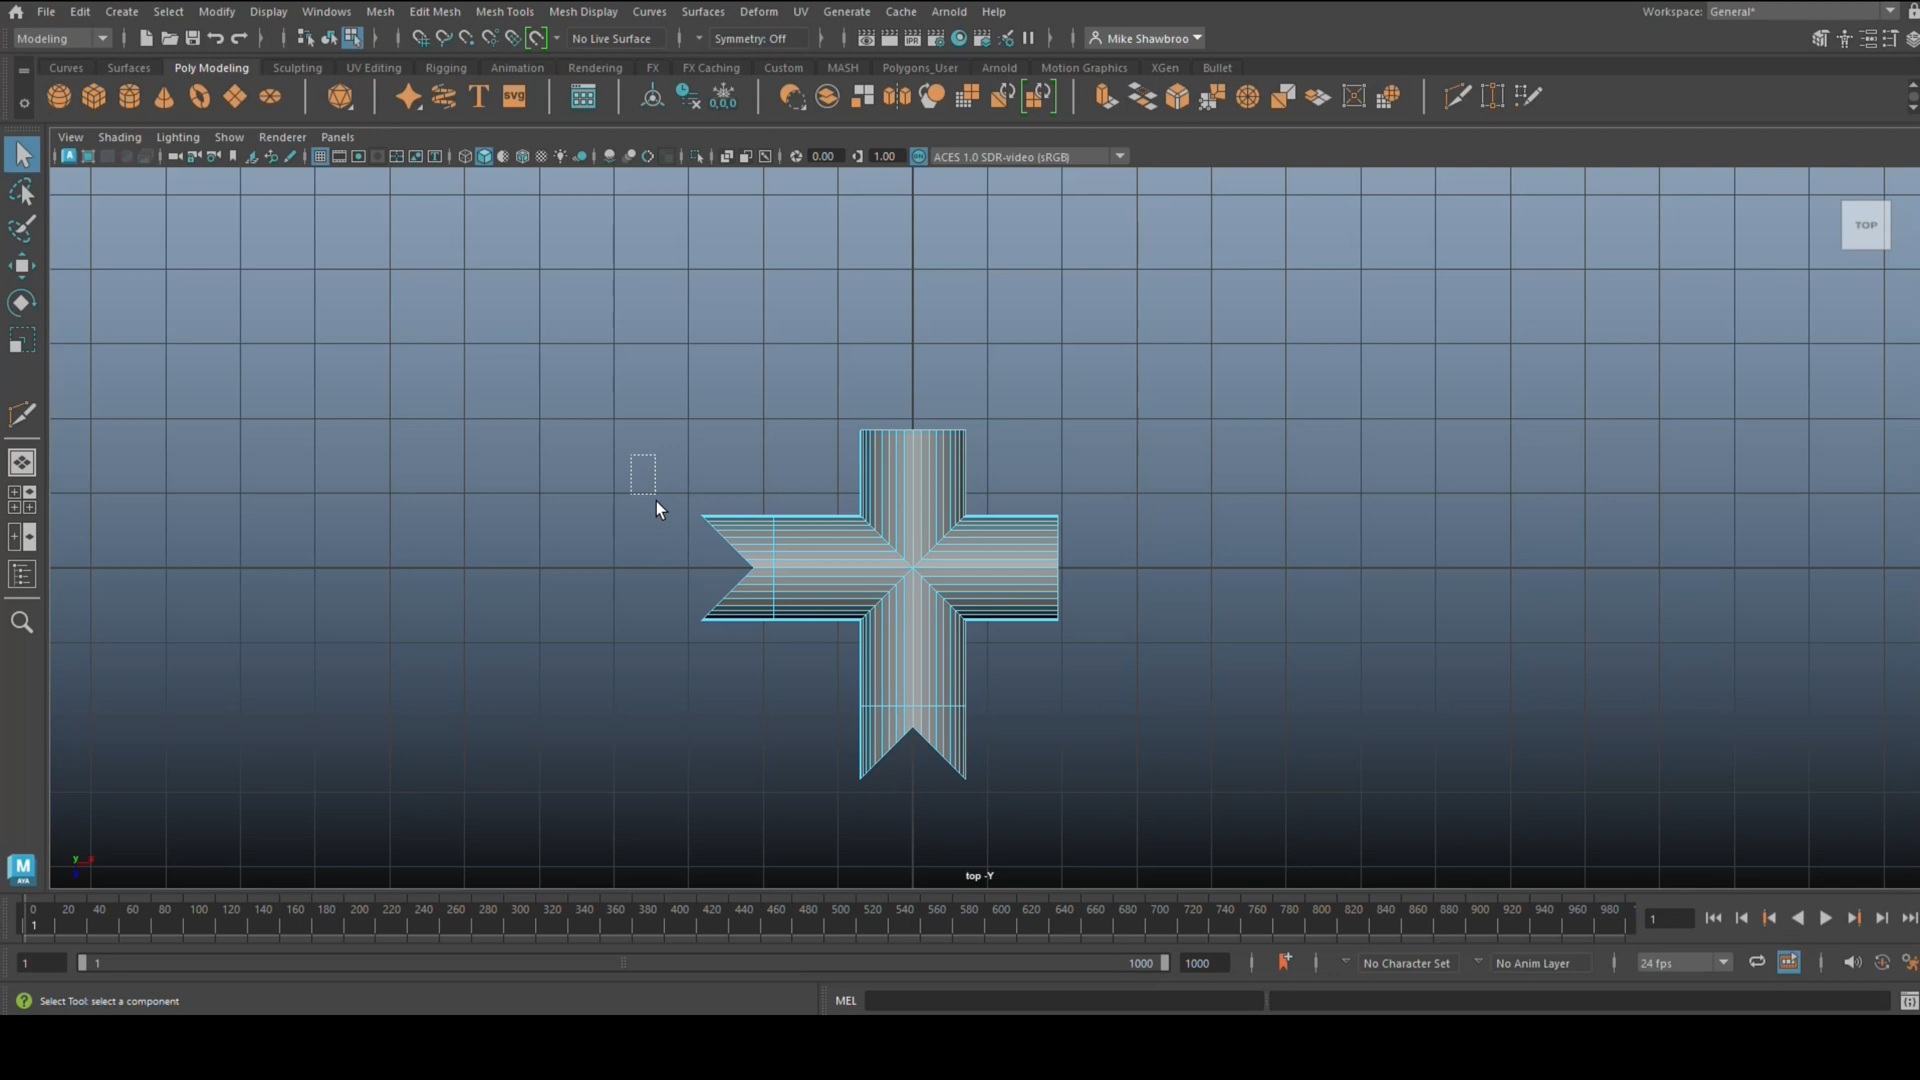 File Edit Create Select Modify Display Windows Mesh Edit Mesh Mesh Tools Mesh Display Curves Surfaces Deform UV Generate Cache Arnold Help Workspace: General*
Modeling No Live Surface Symmetry: Off IPR Mike Shawbroo
Curves Surfaces Poly Modeling Sculpting UV Editing Rigging Animation Rendering FX FX Caching Custom MASH Polygons_User Arnold Motion Graphics XGen Bullet
T SVG 0,0,0
View Shading Lighting Show Renderer Panels
0.00 1.00 ON ACES 1.0 SDR-video (sRGB)
TOP
y
top -Y
M
AYA
0 20 40 60 80 100 120 140 160 180 200 220 240 260 280 300 320 340 360 380 400 420 440 460 480 500 520 540 560 580 600 620 640 660 680 700 720 740 760 780 800 820 840 860 880 900 920 940 960 980
1 1
1 1 1000 1000 No Character Set No Anim Layer 24 fps
Select Tool: select a component MEL